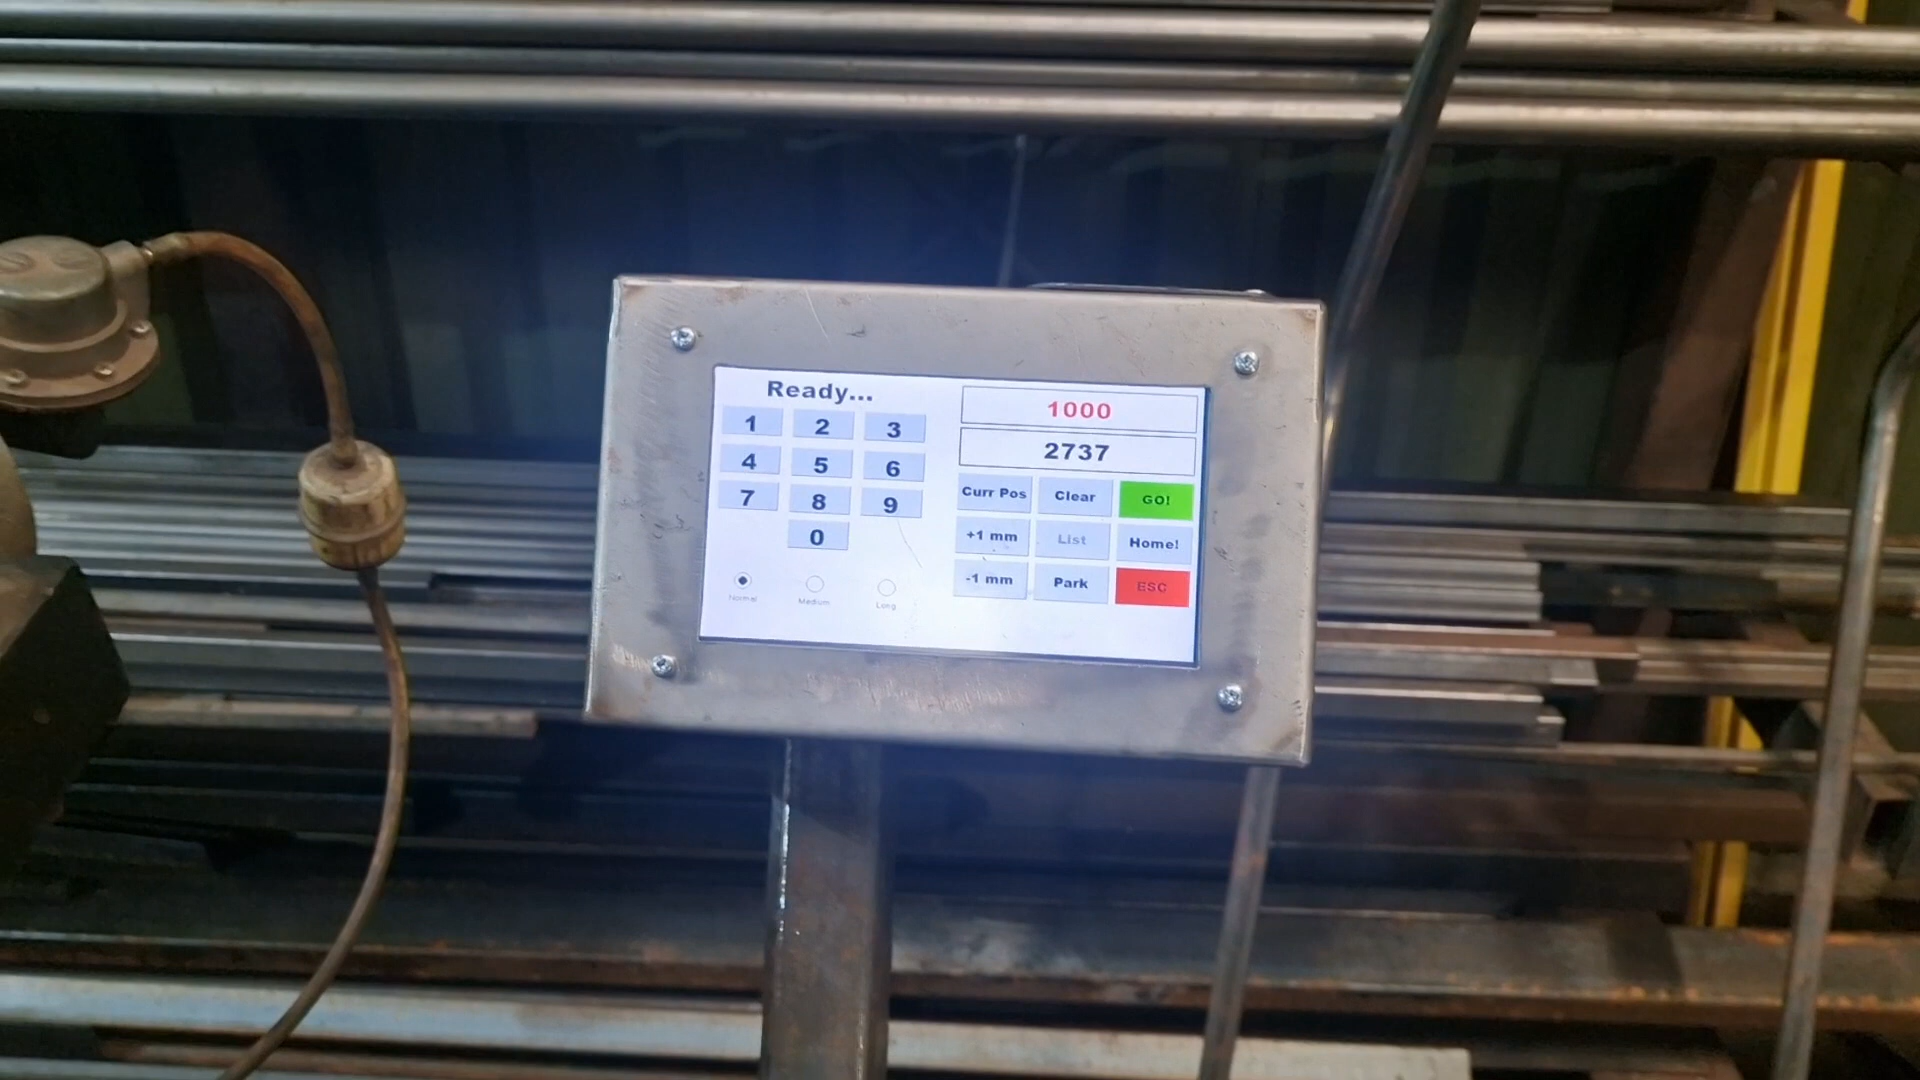 Ready...
1000
2737
1 2 3
4 5 6
7 8 9
0
Curr Pos Clear GO!
+1 mm List Home!
-1 mm Park ESC
Normal Medium Long